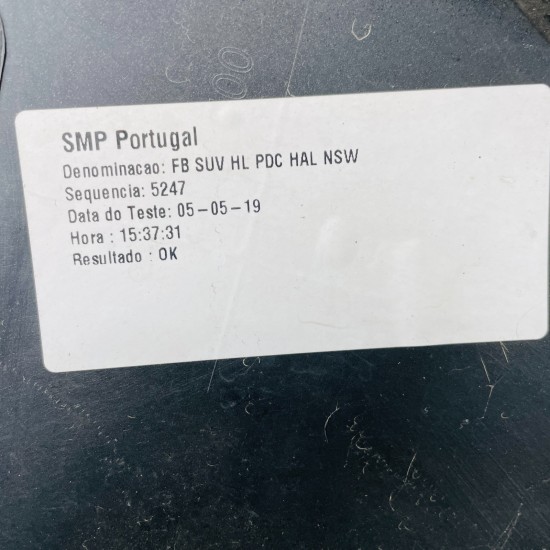 00
SMP Portugal
Denominacao: FB SUV HL PDC HAL NSW
Sequencia: 5247
Data do Teste: 05-05-19
Hora : 15:37:31
Resultado : OK